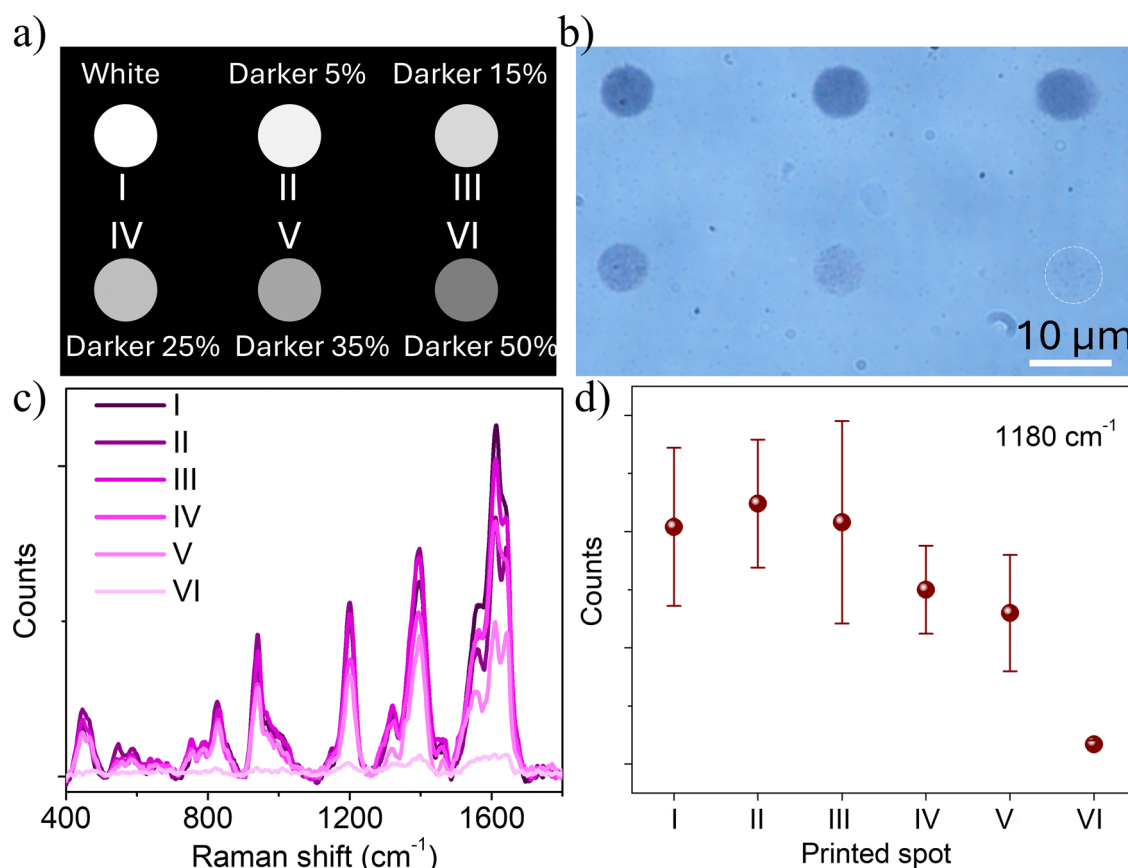 a)
White Darker 5% Darker 15%
I II III
IV V VI
Darker 25% Darker 35% Darker 50%
b)
10 μm
c)
I
II
III
IV
V
VI
Counts
400 800 1200 1600
Raman shift (cm-1)
d)
1180 cm-1
Counts
I II III IV V VI
Printed spot